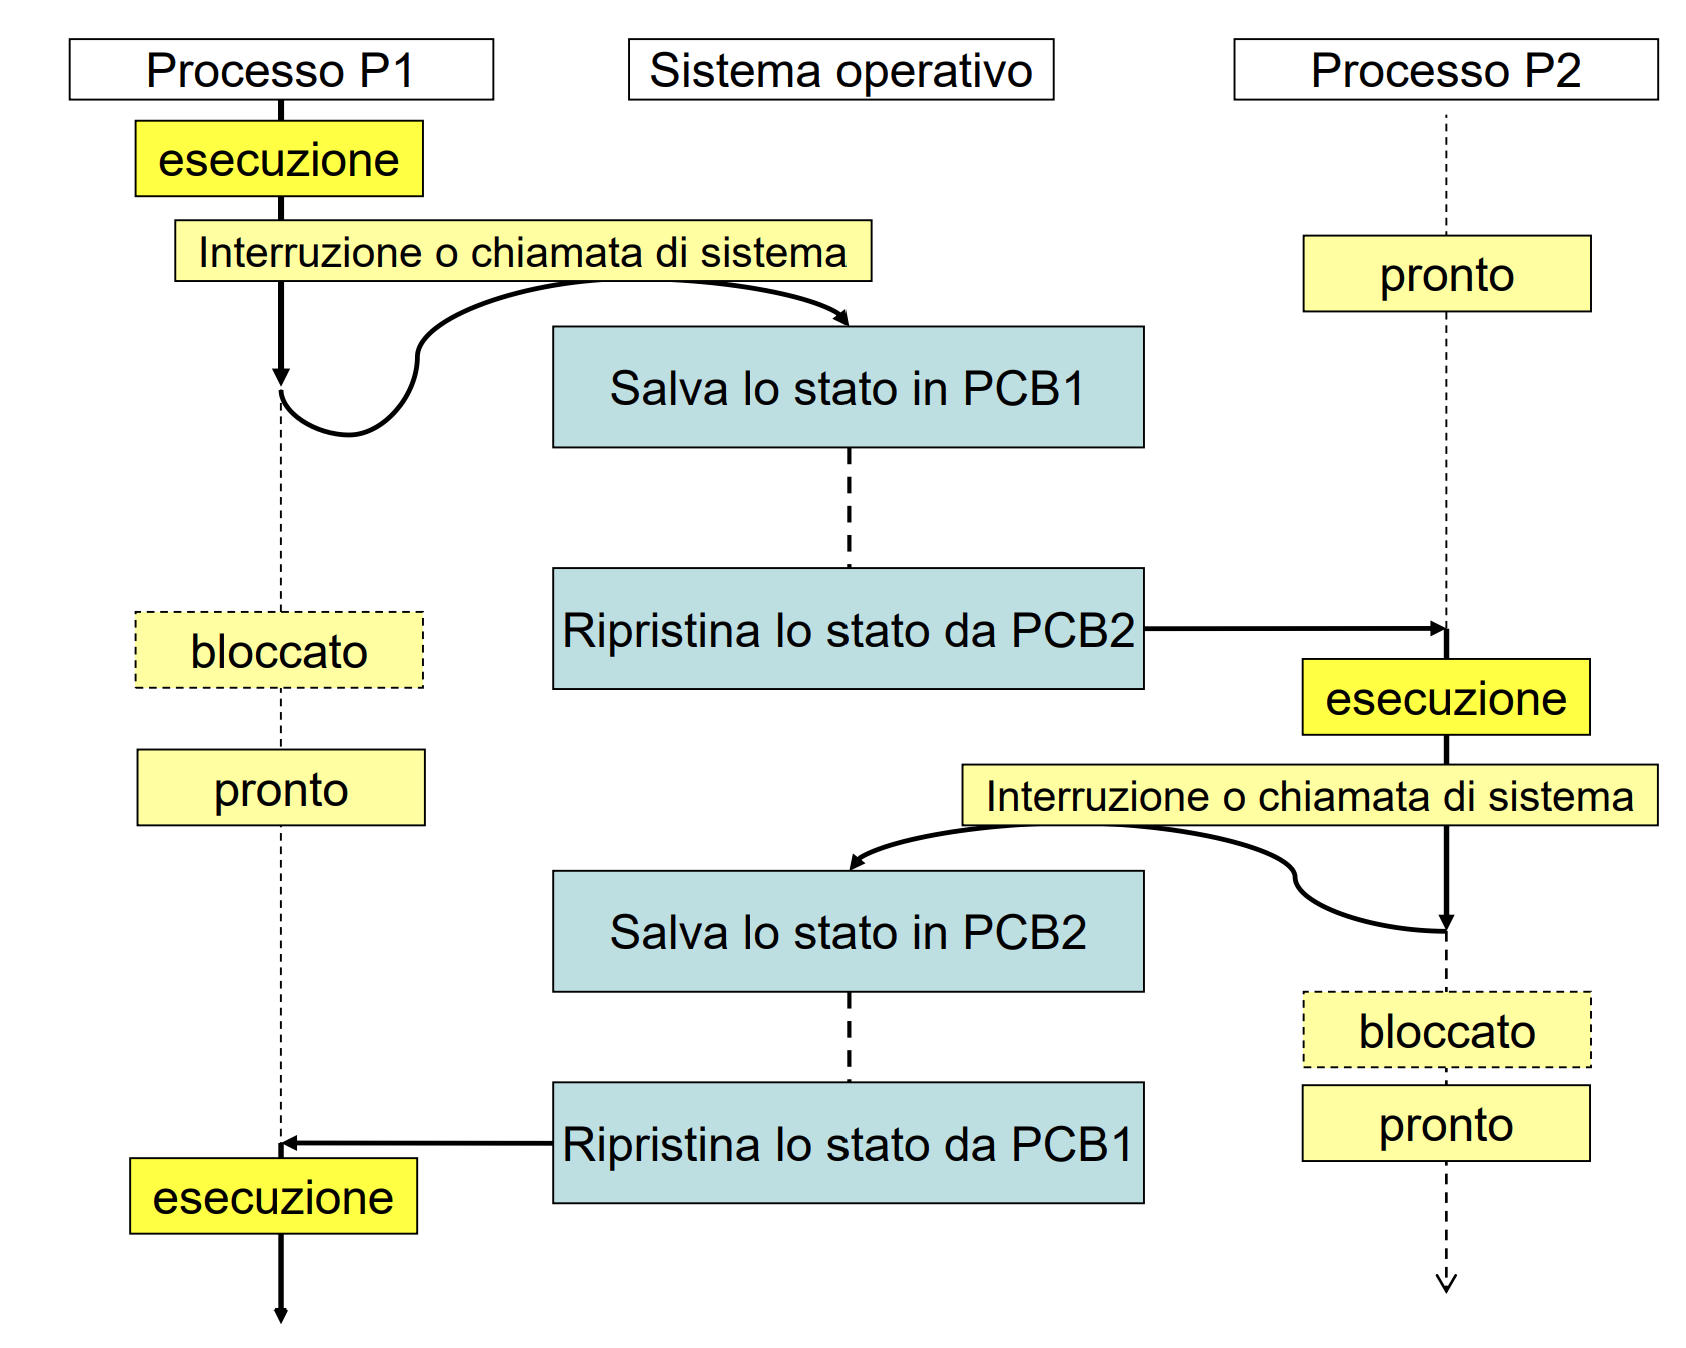 Processo P1
Sistema operativo
Processo P2
esecuzione
Interruzione o chiamata di sistema
pronto
Salva lo stato in PCB1
Ripristina lo stato da PCB2
bloccato
esecuzione
pronto
Interruzione o chiamata di sistema
Salva lo stato in PCB2
bloccato
pronto
Ripristina lo stato da PCB1
esecuzione